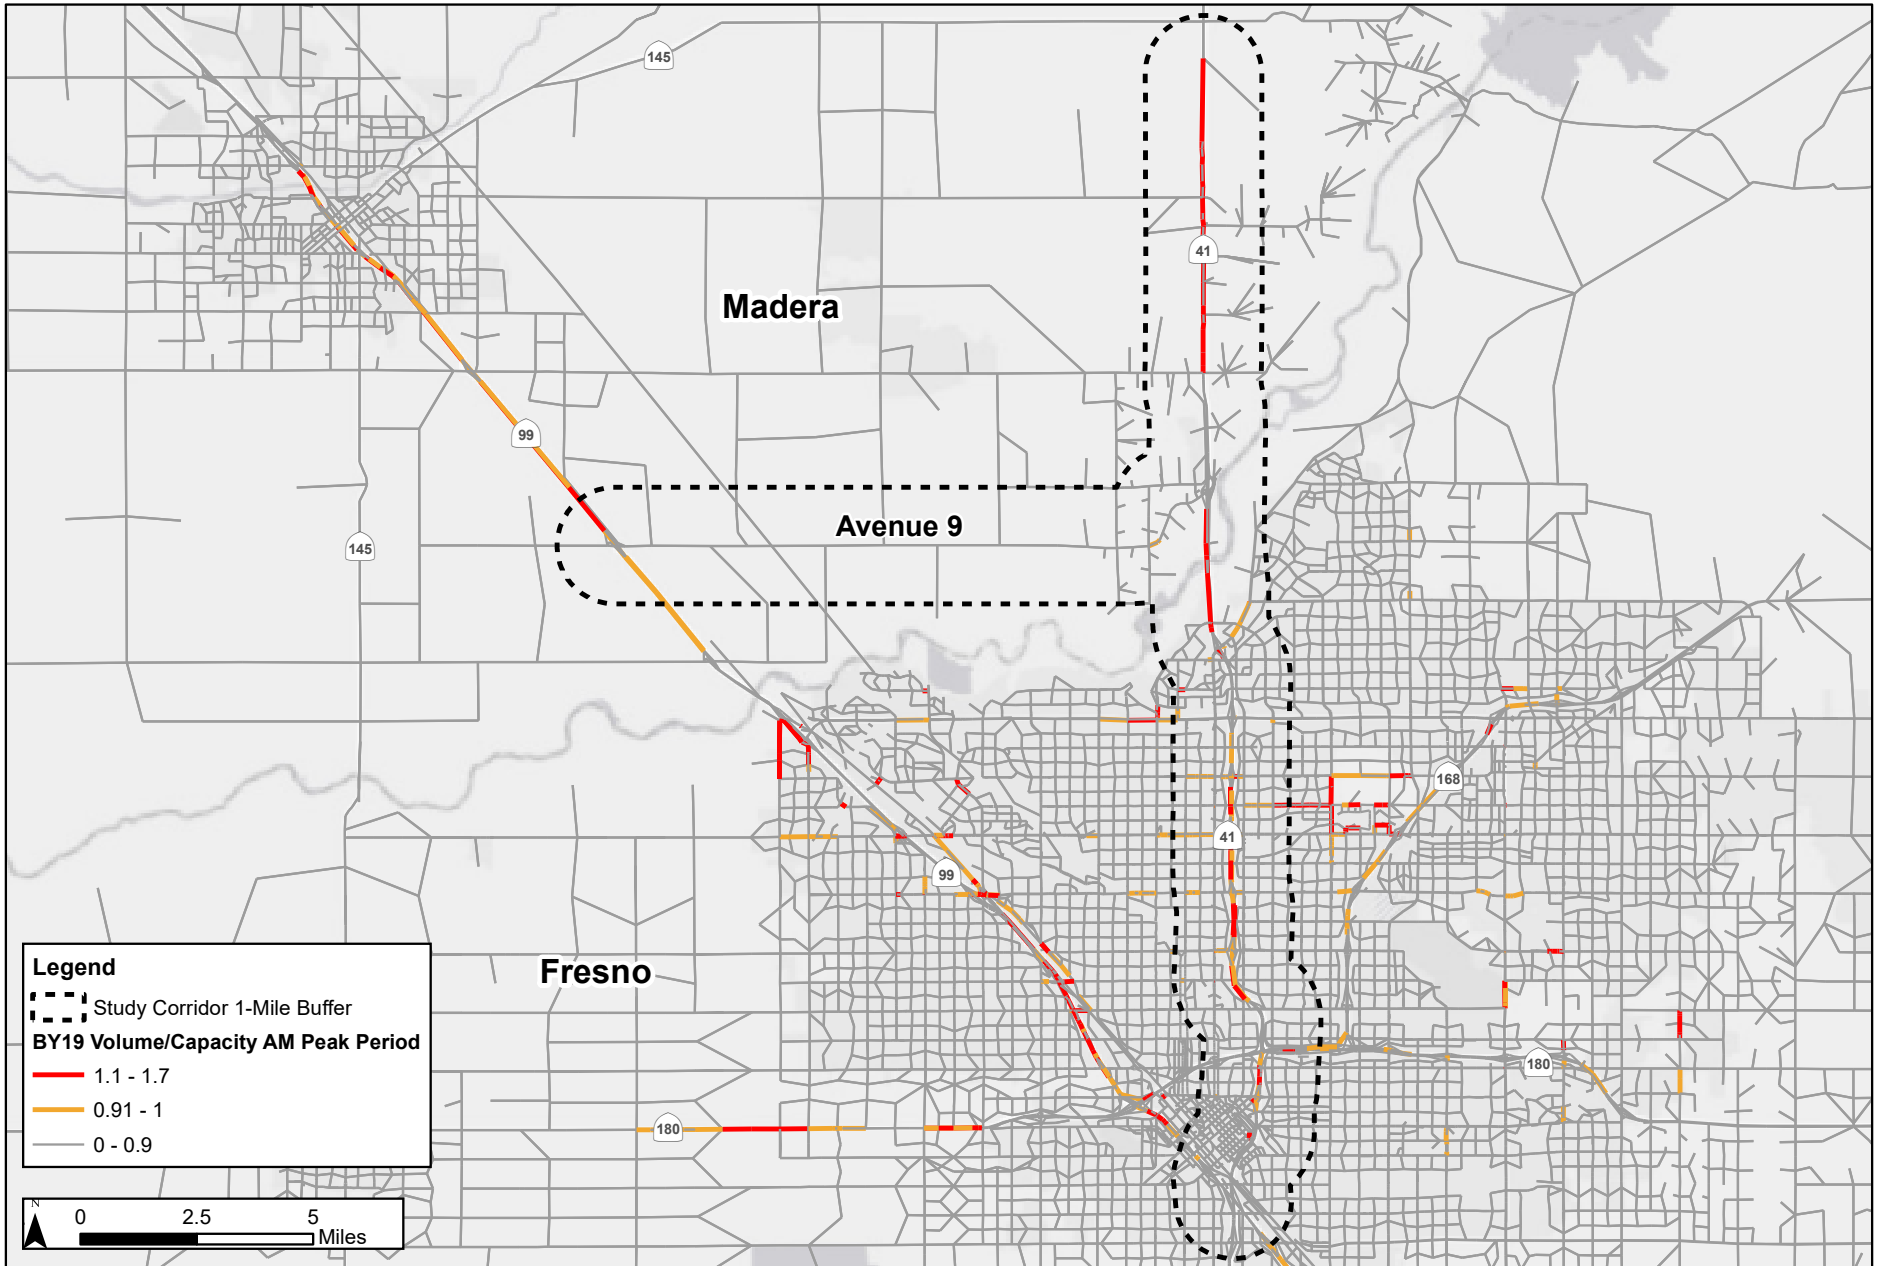 145
41
Madera
99
Avenue 9
145
168
41
99
Fresno
180
180
Legend
Study Corridor 1-Mile Buffer
BY19 Volume/Capacity AM Peak Period
1.1 - 1.7
0.91 - 1
0 - 0.9
N
0 2.5 5
Miles